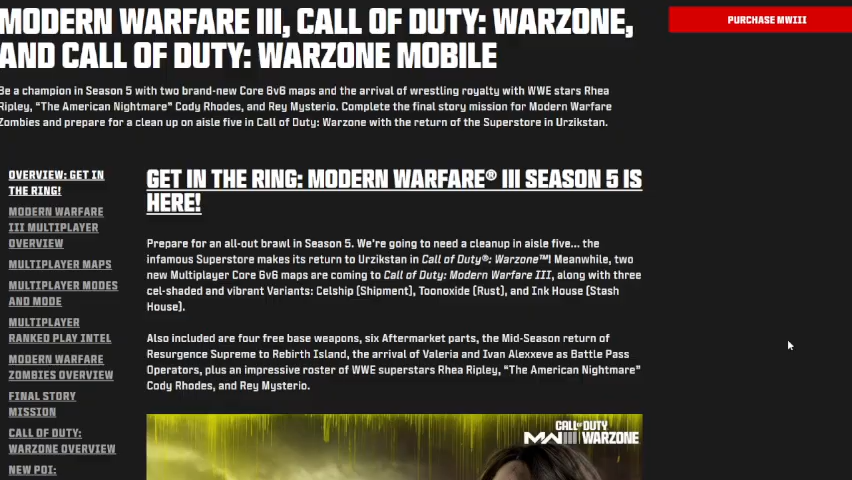 MODERN WARFARE III, CALL OF DUTY: WARZONE,
AND CALL OF DUTY: WARZONE MOBILE
PURCHASE MWIII
Be a champion in Season 5 with two brand-new Core 6v6 maps and the arrival of wrestling royalty with WWE stars Rhea
Ripley, “The American Nightmare” Cody Rhodes, and Rey Mysterio. Complete the final story mission for Modern Warfare
Zombies and prepare for a clean up on aisle five in Call of Duty: Warzone with the return of the Superstore in Urzikstan.
OVERVIEW: GET IN
THE RING!
MODERN WARFARE
III MULTIPLAYER
OVERVIEW
MULTIPLAYER MAPS
MULTIPLAYER MODES
AND MODE
MULTIPLAYER
RANKED PLAY INTEL
MODERN WARFARE
ZOMBIES OVERVIEW
FINAL STORY
MISSION
CALL OF DUTY:
WARZONE OVERVIEW
NEW POI:
GET IN THE RING: MODERN WARFARE® III SEASON 5 IS
HERE!
Prepare for an all-out brawl in Season 5. We’re going to need a cleanup in aisle five... the
infamous Superstore makes its return to Urzikstan in Call of Duty®: Warzone™! Meanwhile, two
new Multiplayer Core 6v6 maps are coming to Call of Duty: Modern Warfare III, along with three
cel-shaded and vibrant Variants: Celship (Shipment), Toonoxide (Rust), and Ink House (Stash
House).
Also included are four free base weapons, six Aftermarket parts, the Mid-Season return of
Resurgence Supreme to Rebirth Island, the arrival of Valeria and Ivan Alexxeve as Battle Pass
Operators, plus an impressive roster of WWE superstars Rhea Ripley, “The American Nightmare”
Cody Rhodes, and Rey Mysterio.
CALL OF DUTY
MWIII WARZONE